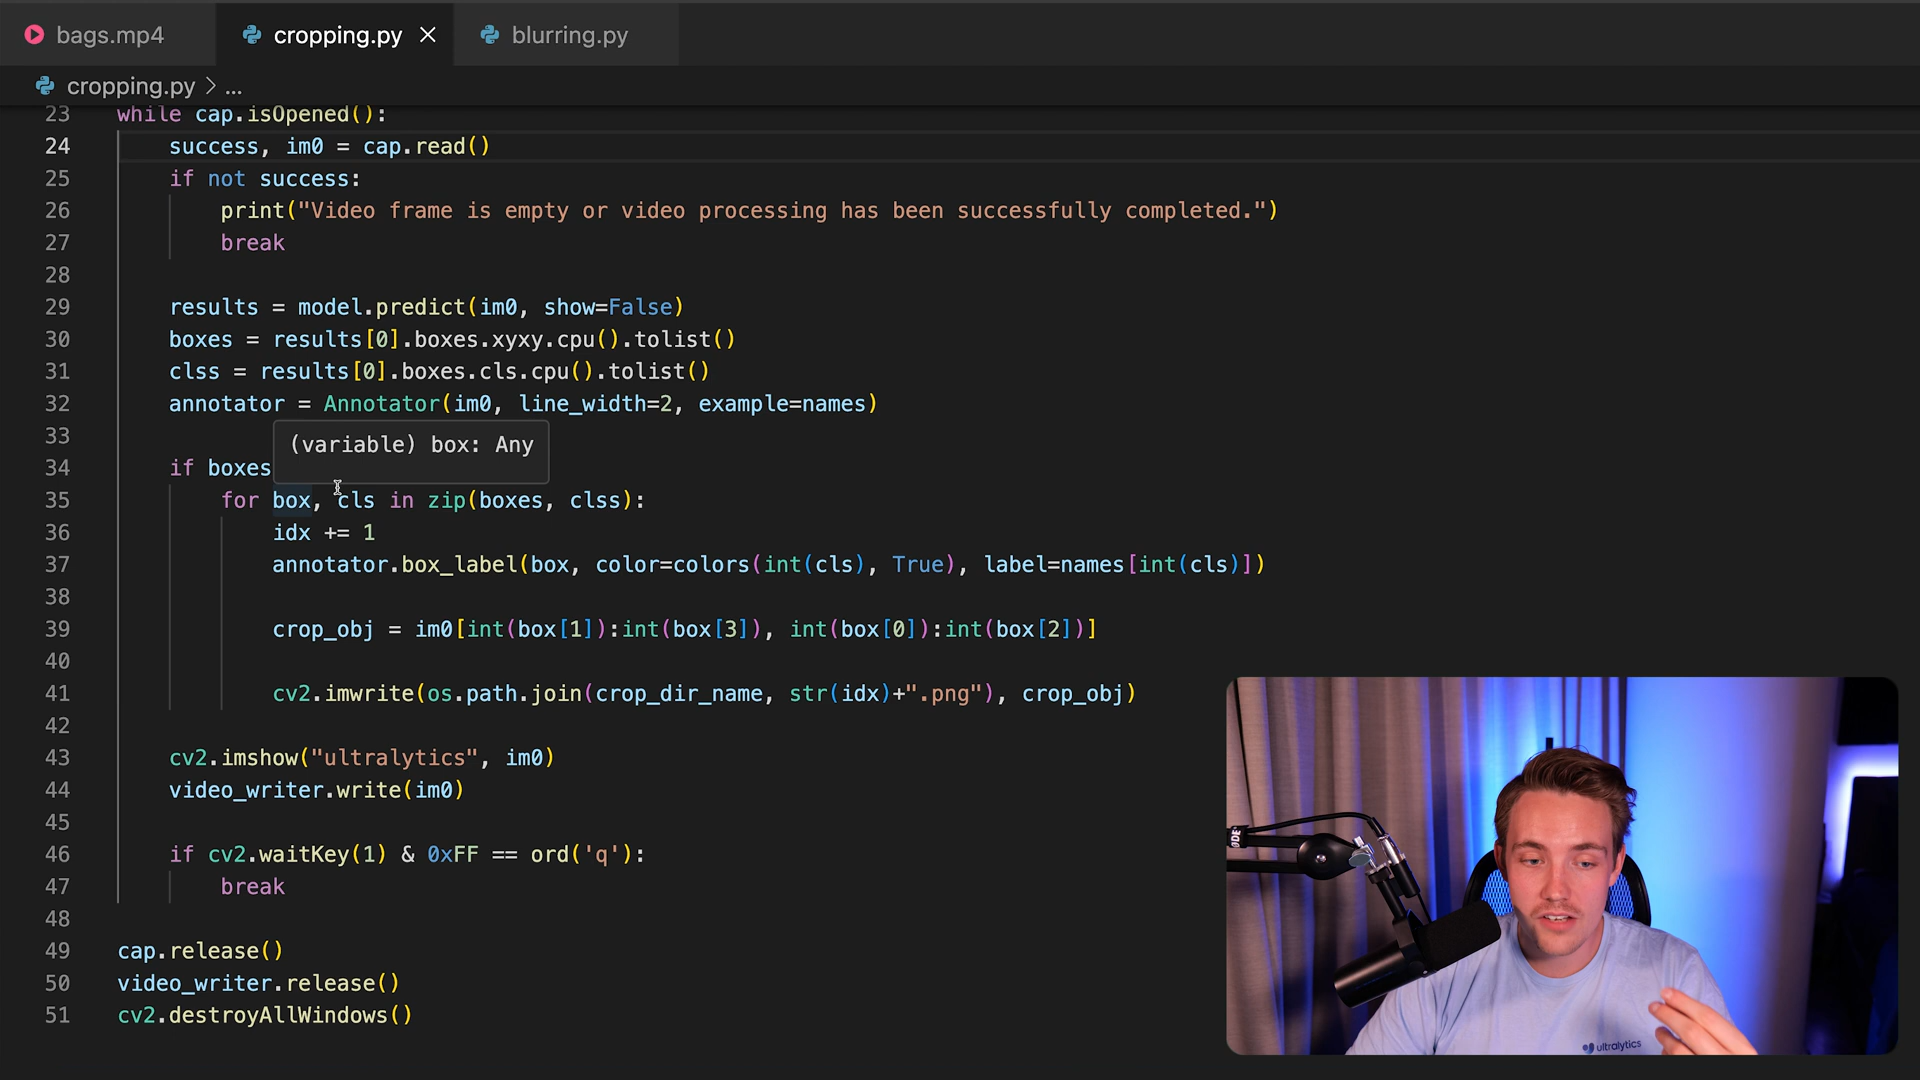 bags.mp4 cropping.py blurring.py
cropping.py > ...
23 while cap.isOpened():
24 success, im0 = cap.read()
25 if not success:
26 print("Video frame is empty or video processing has been successfully completed.")
27 break
28
29 results = model.predict(im0, show=False)
30 boxes = results[0].boxes.xyxy.cpu().tolist()
31 clss = results[0].boxes.cls.cpu().tolist()
32 annotator = Annotator(im0, line_width=2, example=names)
33
(variable) box: Any
34 if boxes
35 for box, cls in zip(boxes, clss):
36 idx += 1
37 annotator.box_label(box, color=colors(int(cls), True), label=names[int(cls)])
38
39 crop_obj = im0[int(box[1]):int(box[3]), int(box[0]):int(box[2])]
40
41 cv2.imwrite(os.path.join(crop_dir_name, str(idx)+".png"), crop_obj)
42
43 cv2.imshow("ultralytics", im0)
44 video_writer.write(im0)
45
46 if cv2.waitKey(1) & 0xFF == ord('q'):
47 break
48
49 cap.release()
50 video_writer.release()
51 cv2.destroyAllWindows()
ultralytics